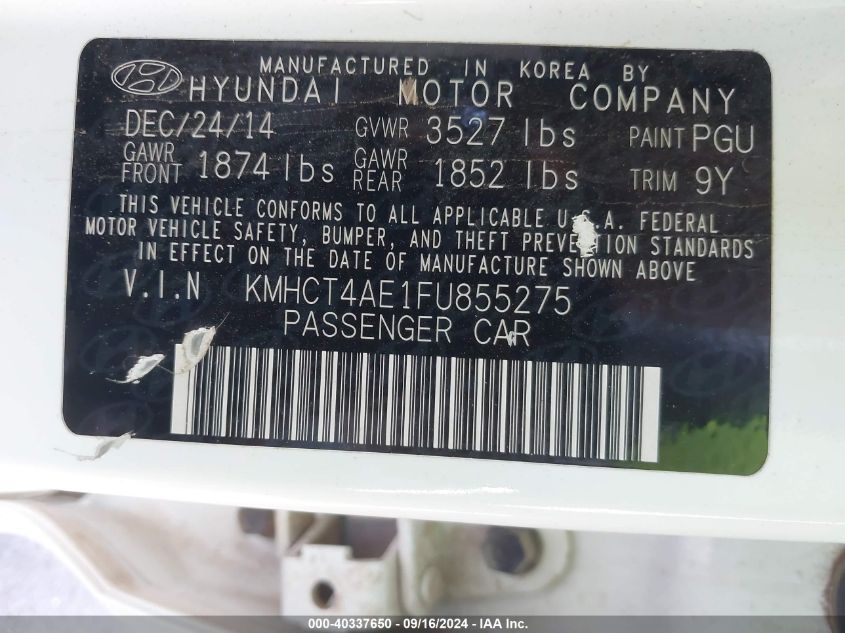 MANUFACTURED IN KOREA BY
HYUNDAI MOTOR COMPANY
DEC/24/14 GVWR 3527 lbs PAINT PGU
GAWR FRONT 1874 lbs GAWR REAR 1852 lbs TRIM 9Y
THIS VEHICLE CONFORMS TO ALL APPLICABLE U.S.A. FEDERAL
MOTOR VEHICLE SAFETY, BUMPER, AND THEFT PREVENTION STANDARDS
IN EFFECT ON THE DATE OF MANUFACTURE SHOWN ABOVE
V.I.N KMHCT4AE1FU855275
PASSENGER CAR
000-40337650 - 09/16/2024 - IAA Inc.